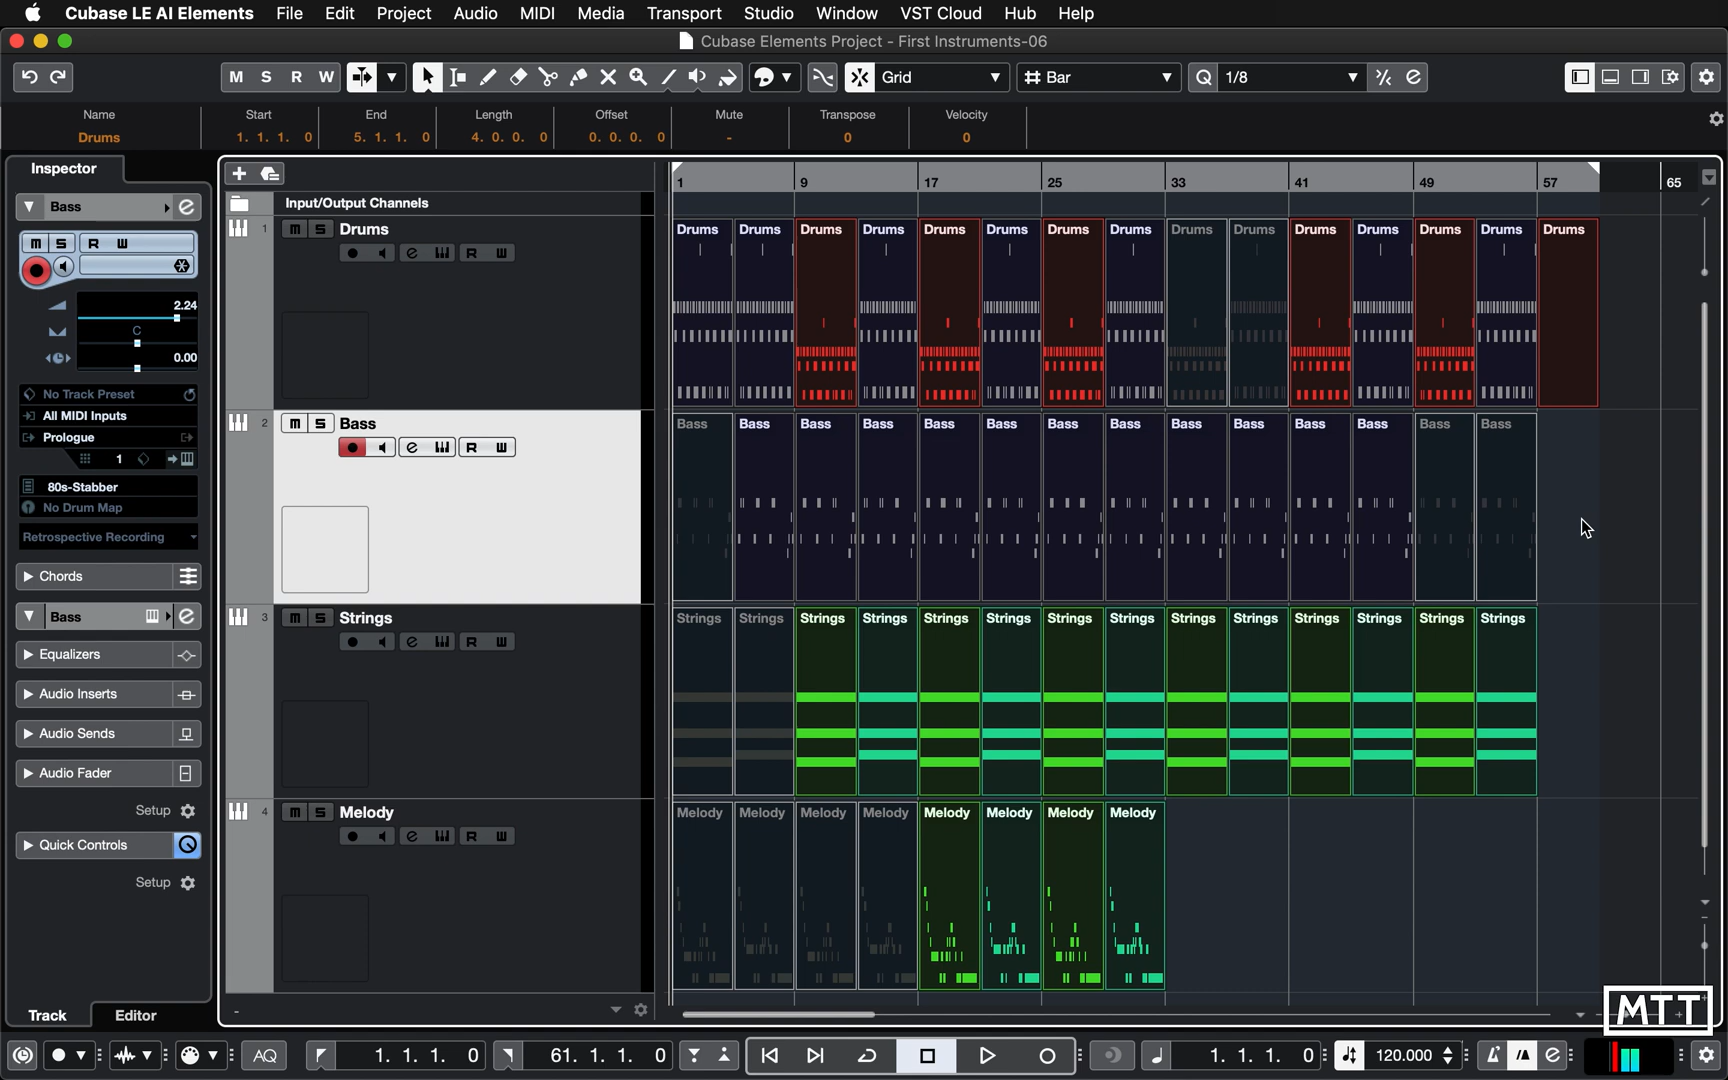 Cubase LE AI Elements File Edit Project Audio MIDI Media Transport Studio Window VST Cloud Hub Help
Cubase Elements Project - First Instruments-06
M S R W Grid Bar Q 1/8
Name Start End Length Offset Mute Transpose Velocity
Drums 1. 1. 1. 0 5. 1. 1. 0 4. 0. 0. 0 0. 0. 0. 0 - 0 0
Inspector
1 9 17 25 33 41 49 57 65
Bass e
Input/Output Channels
1 m S Drums
e R W
Drums Drums Drums Drums Drums Drums Drums Drums Drums Drums Drums Drums Drums Drums Drums
m S R W
2.24
C
0.00
No Track Preset
All MIDI Inputs
Prologue
1
80s-Stabber
No Drum Map
Retrospective Recording
2 m S Bass
e R W
Bass Bass Bass Bass Bass Bass Bass Bass Bass Bass Bass Bass Bass Bass
Chords
Bass e
Equalizers
Audio Inserts
Audio Sends
Audio Fader
Setup
Quick Controls
Setup
3 m S Strings
e R W
Strings Strings Strings Strings Strings Strings Strings Strings Strings Strings Strings Strings Strings Strings
4 m S Melody
e R W
Melody Melody Melody Melody Melody Melody Melody Melody
Track Editor
-
MTT
AQ 1. 1. 1. 0 61. 1. 1. 0 1. 1. 1. 0 120.000